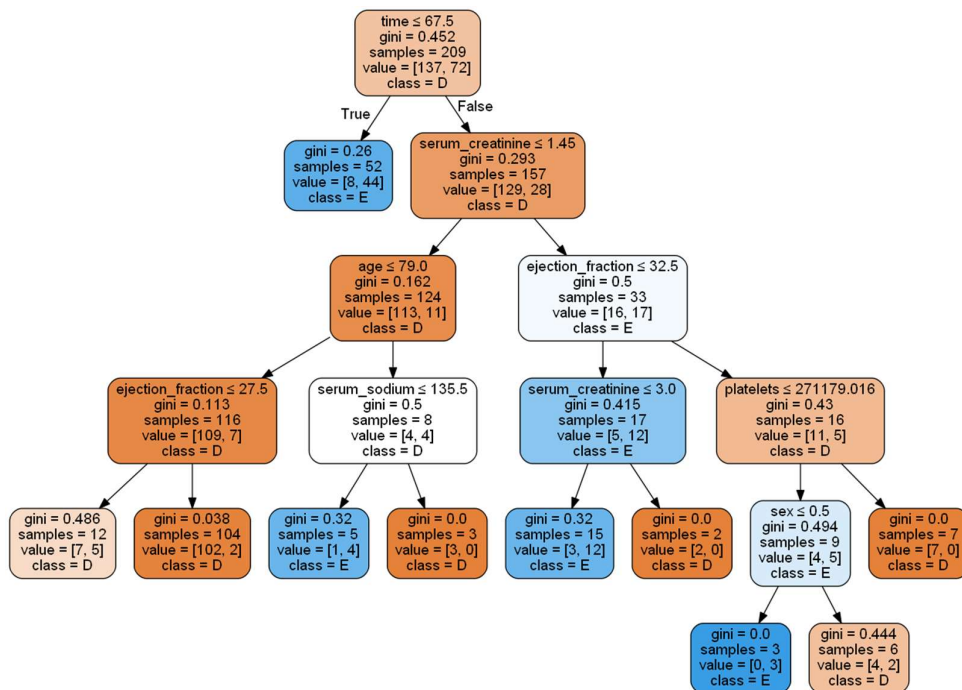 time ≤ 67.5
gini = 0.452
samples = 209
value = [137, 72]
class = D
True
False
gini = 0.26
samples = 52
value = [8, 44]
class = E
serum_creatinine ≤ 1.45
gini = 0.293
samples = 157
value = [129, 28]
class = D
age ≤ 79.0
gini = 0.162
samples = 124
value = [113, 11]
class = D
ejection_fraction ≤ 32.5
gini = 0.5
samples = 33
value = [16, 17]
class = E
ejection_fraction ≤ 27.5
gini = 0.113
samples = 116
value = [109, 7]
class = D
serum_sodium ≤ 135.5
gini = 0.5
samples = 8
value = [4, 4]
class = D
serum_creatinine ≤ 3.0
gini = 0.415
samples = 17
value = [5, 12]
class = E
platelets ≤ 271179.016
gini = 0.43
samples = 16
value = [11, 5]
class = D
gini = 0.486
samples = 12
value = [7, 5]
class = D
gini = 0.038
samples = 104
value = [102, 2]
class = D
gini = 0.32
samples = 5
value = [1, 4]
class = E
gini = 0.0
samples = 3
value = [3, 0]
class = D
gini = 0.32
samples = 15
value = [3, 12]
class = E
gini = 0.0
samples = 2
value = [2, 0]
class = D
sex ≤ 0.5
gini = 0.494
samples = 9
value = [4, 5]
class = E
gini = 0.0
samples = 7
value = [7, 0]
class = D
gini = 0.0
samples = 3
value = [0, 3]
class = E
gini = 0.444
samples = 6
value = [4, 2]
class = D